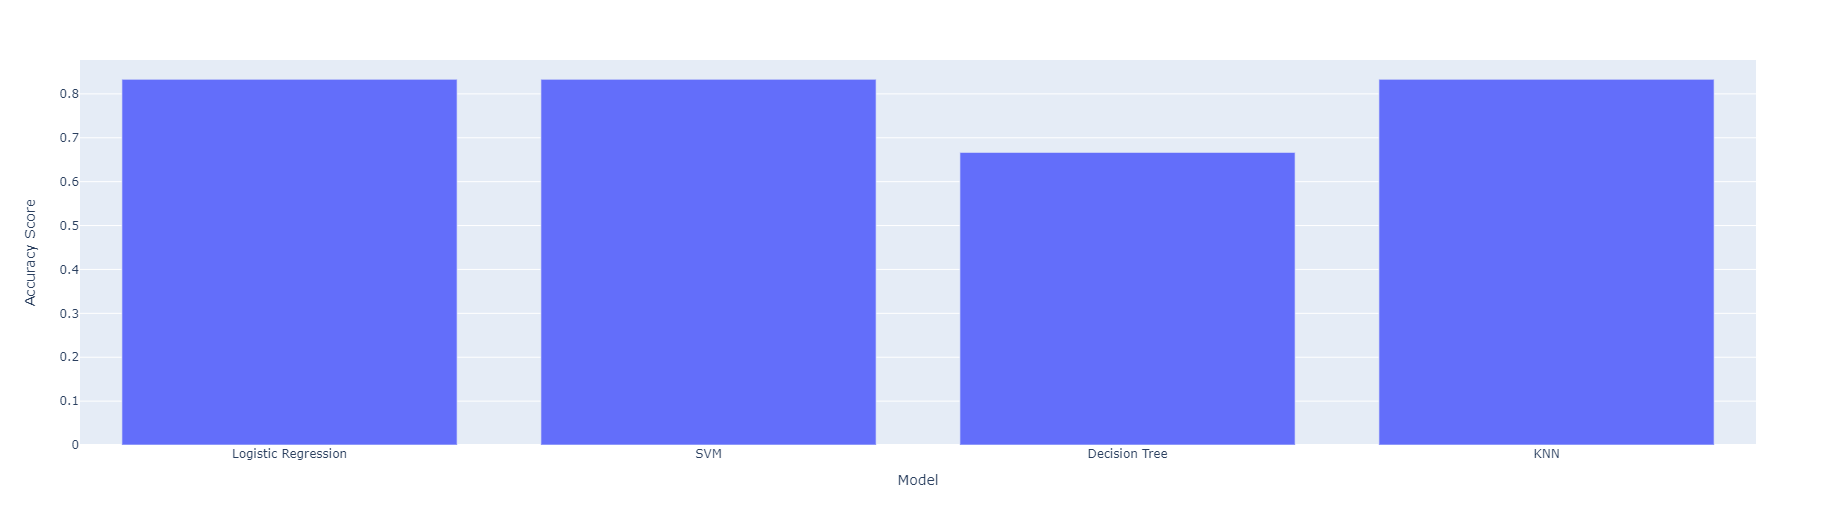 Accuracy Score
0.8
0.7
0.6
0.5
0.4
0.3
0.2
0.1
0
Logistic Regression
SVM
Decision Tree
KNN
Model